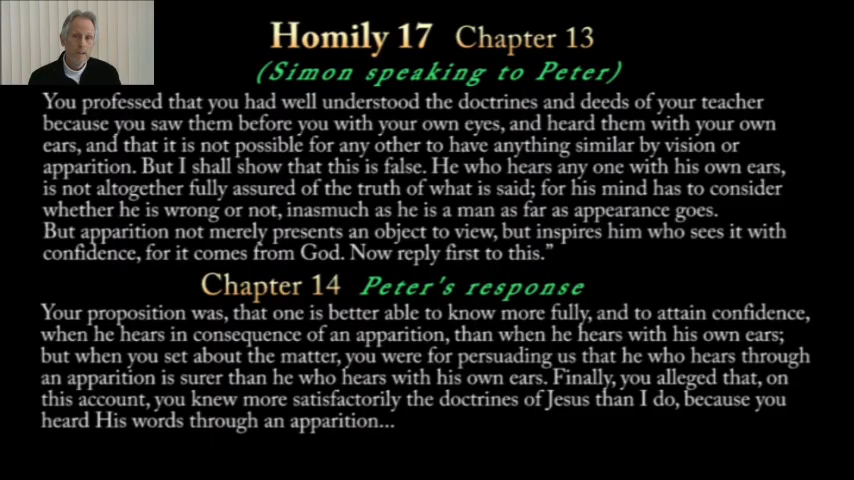 Homily 17 Chapter 13
(Simon speaking to Peter)
You professed that you had well understood the doctrines and deeds of your teacher
because you saw them before you with your own eyes, and heard them with your own
ears, and that it is not possible for any other to have anything similar by vision or
apparition. But I shall show that this is false. He who hears any one with his own ears,
is not altogether fully assured of the truth of what is said; for his mind has to consider
whether he is wrong or not, inasmuch as he is a man as far as appearance goes.
But apparition not merely presents an object to view, but inspires him who sees it with
confidence, for it comes from God. Now reply first to this.”
Chapter 14 Peter's response
Your proposition was, that one is better able to know more fully, and to attain confidence,
when he hears in consequence of an apparition, than when he hears with his own ears;
but when you set about the matter, you were for persuading us that he who hears through
an apparition is surer than he who hears with his own ears. Finally, you alleged that, on
this account, you knew more satisfactorily the doctrines of Jesus than I do, because you
heard His words through an apparition...